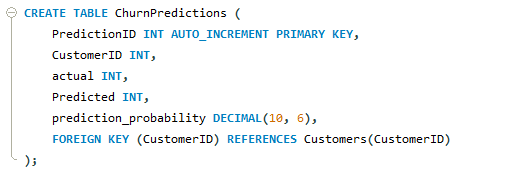 CREATE TABLE ChurnPredictions (
PredictionID INT AUTO_INCREMENT PRIMARY KEY,
CustomerID INT,
actual INT,
Predicted INT,
prediction_probability DECIMAL(10, 6),
FOREIGN KEY (CustomerID) REFERENCES Customers(CustomerID)
);